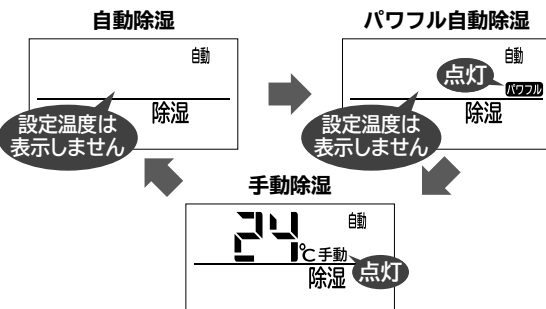 自動除湿
自動
除湿
設定温度は
表示しません
パワフル自動除湿
自動
点灯
パワフル
除湿
設定温度は
表示しません
手動除湿
24℃
自動
手動
点灯
除湿